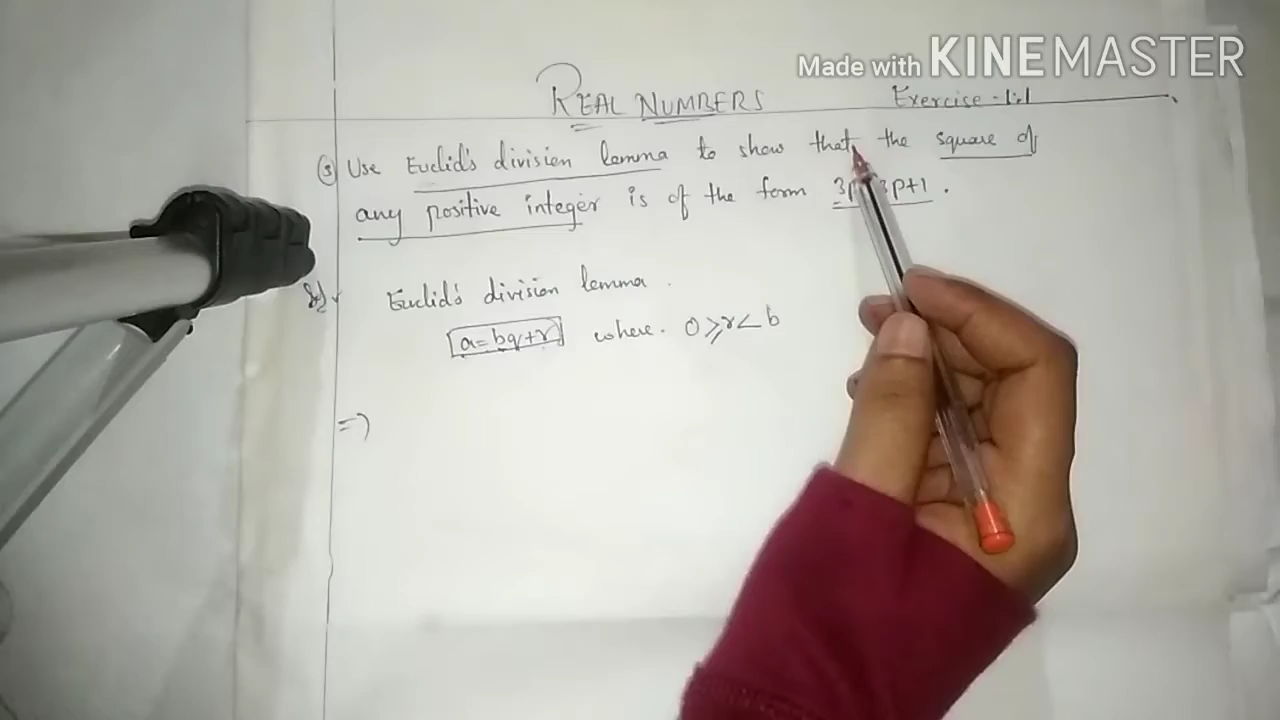 Made with KINEMASTER
REAL NUMBERS Exercise-1.1
③ Use Euclid's division lemma to show that the square of
any positive integer is of the form 3p, 3p+1.
Sol
Euclid's division lemma.
a=bq+r where. 0≥r<b
=>